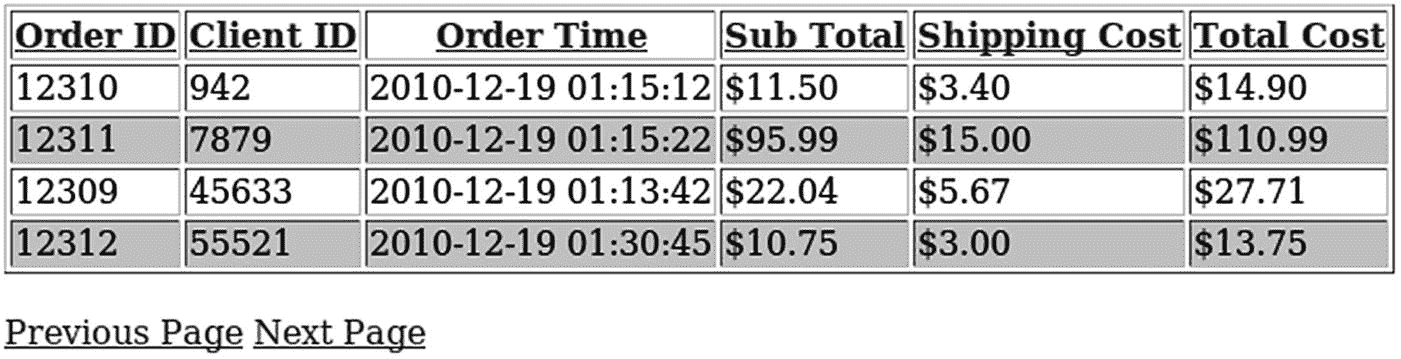 Order ID Client ID Order Time Sub Total Shipping Cost Total Cost
12310 942 2010-12-19 01:15:12 $11.50 $3.40 $14.90
12311 7879 2010-12-19 01:15:22 $95.99 $15.00 $110.99
12309 45633 2010-12-19 01:13:42 $22.04 $5.67 $27.71
12312 55521 2010-12-19 01:30:45 $10.75 $3.00 $13.75
Previous Page Next Page